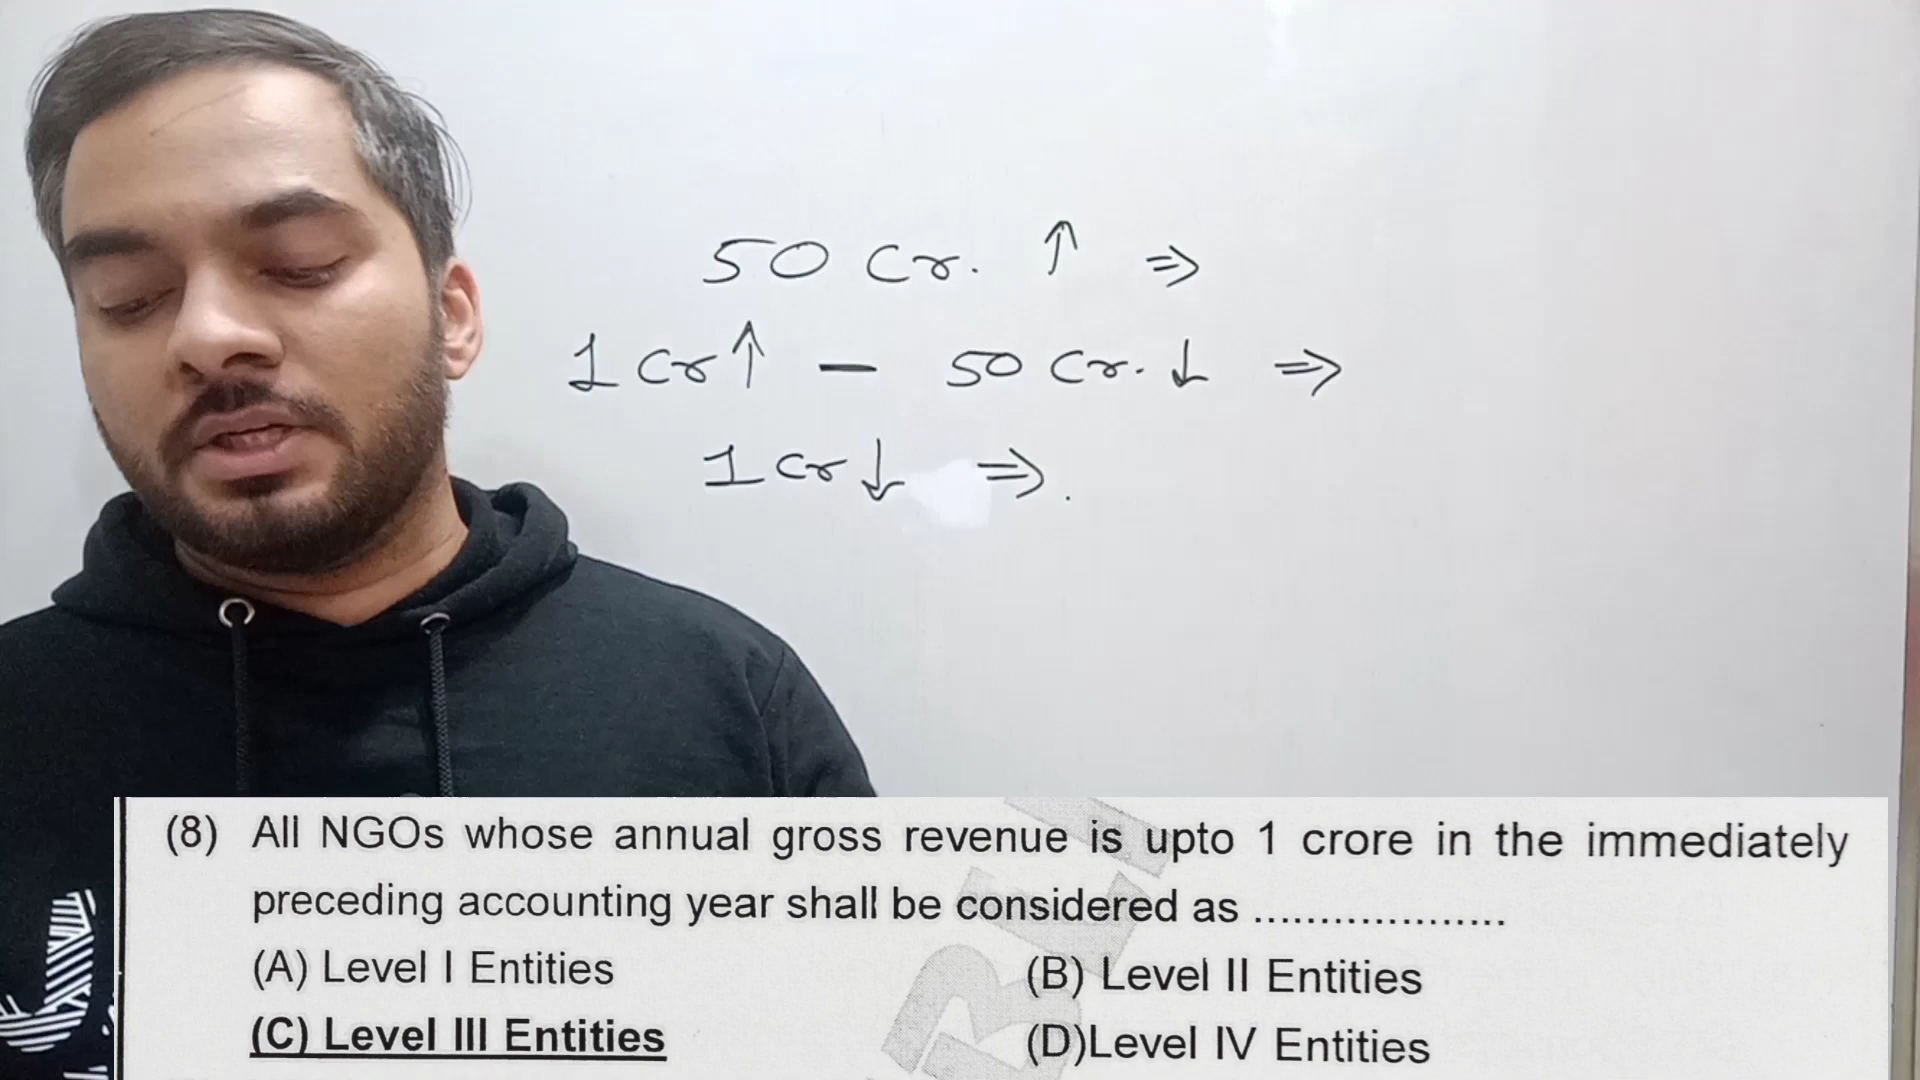 50 Cr. ↑ ⇒
1 Cr ↑ — 50 Cr. ↓ ⇒
1 Cr ↓ ⇒.
(8) All NGOs whose annual gross revenue is upto 1 crore in the immediately
preceding accounting year shall be considered as ...................
(A) Level I Entities (B) Level II Entities
(C) Level III Entities (D)Level IV Entities